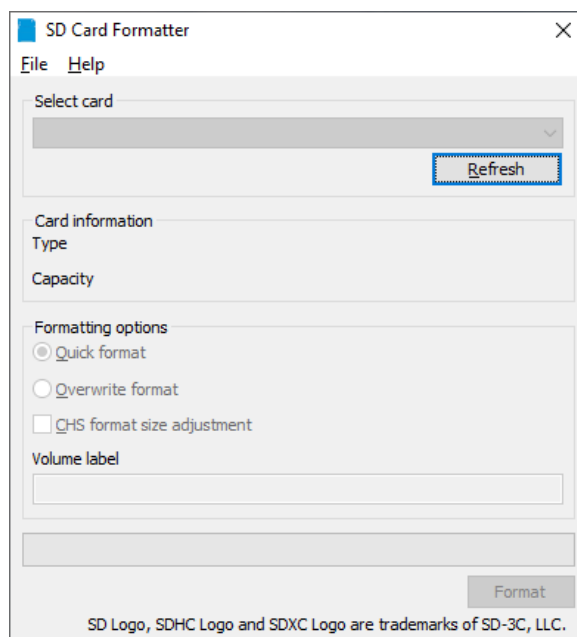 SD Card Formatter
File Help
Select card
Refresh
Card information
Type
Capacity
Formatting options
Quick format
Overwrite format
CHS format size adjustment
Volume label
Format
SD Logo, SDHC Logo and SDXC Logo are trademarks of SD-3C, LLC.